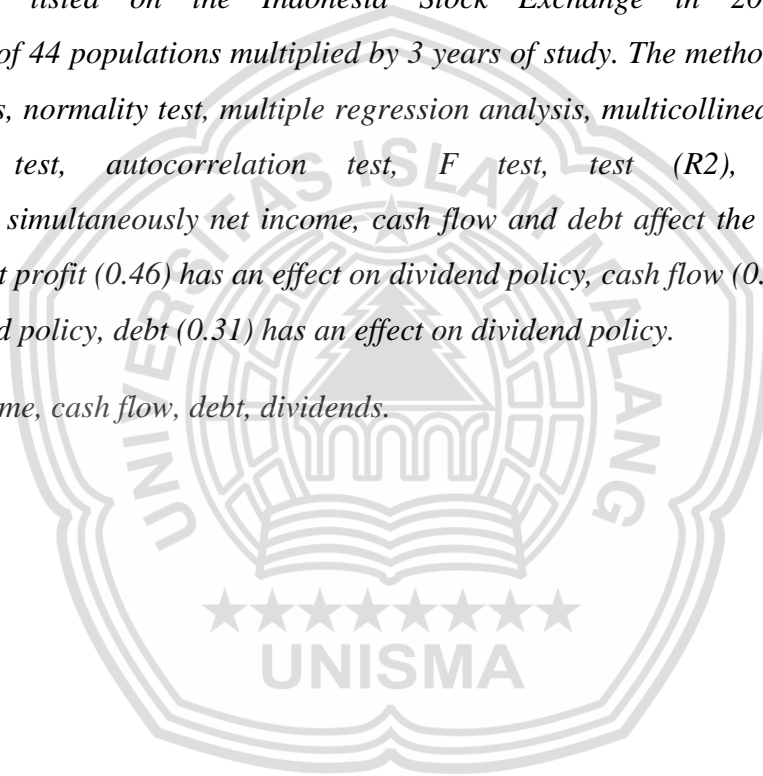 listed on the Indonesia Stock Exchange in 20
of 44 populations multiplied by 3 years of study. The metho
s, normality test, multiple regression analysis, multicollined
test, autocorrelation test, F test, test (R2),
simultaneously net income, cash flow and debt affect the
t profit (0.46) has an effect on dividend policy, cash flow (0.
d policy, debt (0.31) has an effect on dividend policy.
me, cash flow, debt, dividends.
UNIVERSITAS ISLAM MALANG
UNISMA